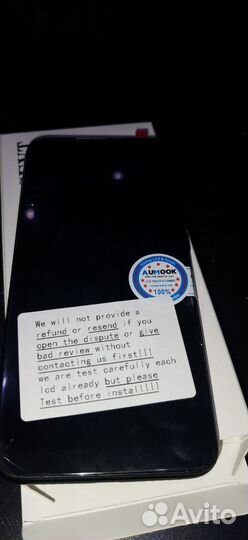 AUMOOK
100%
We will not provide a
refund or resend if you
open the dispute or give
bad review without
contacting us first!!!
we are test carefully each
lcd already but please
Test before install!!!!
Avito